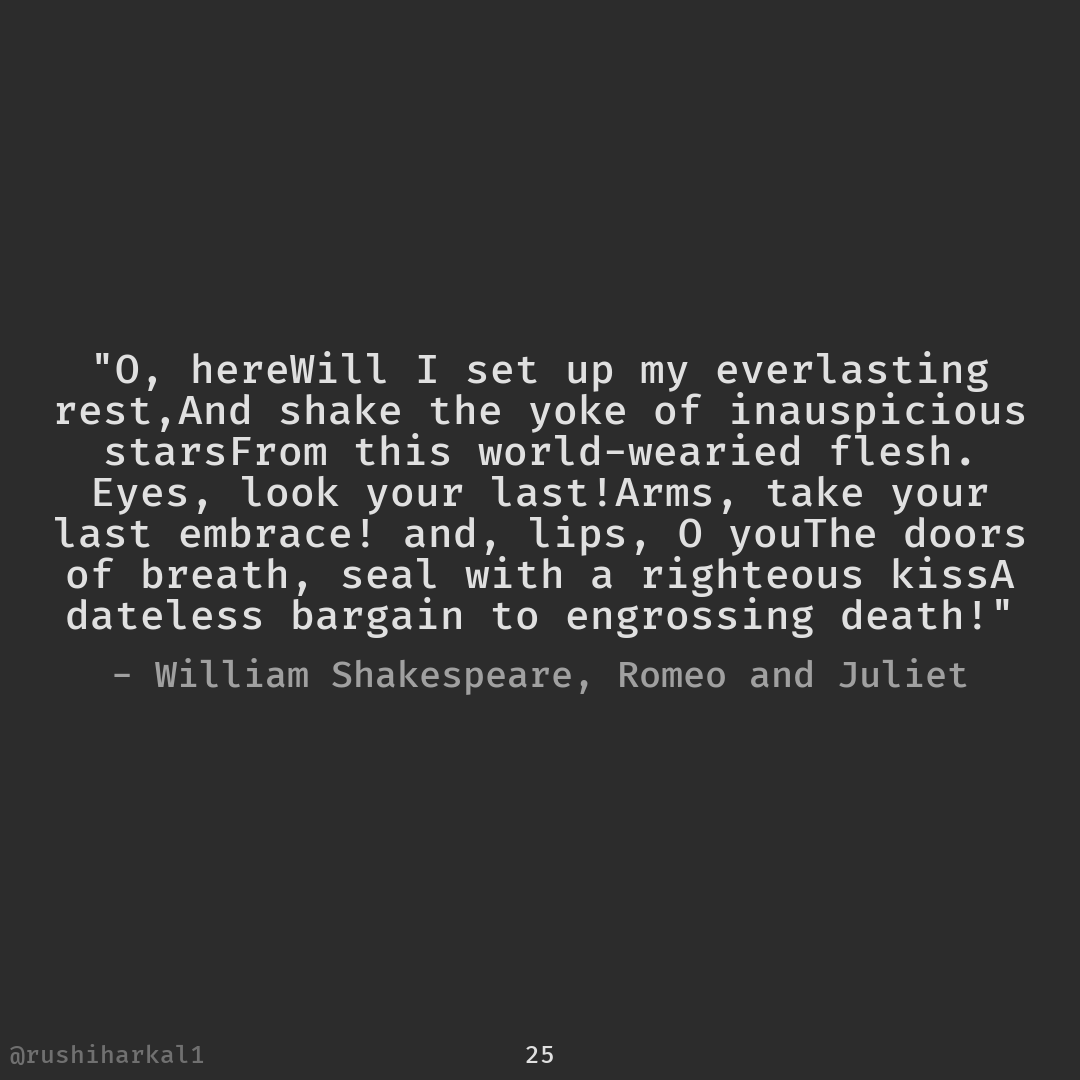 "O, hereWill I set up my everlasting
rest,And shake the yoke of inauspicious
starsFrom this world-wearied flesh.
Eyes, look your last!Arms, take your
last embrace! and, lips, O youThe doors
of breath, seal with a righteous kissA
dateless bargain to engrossing death!"
- William Shakespeare, Romeo and Juliet
@rushiharkal1
25